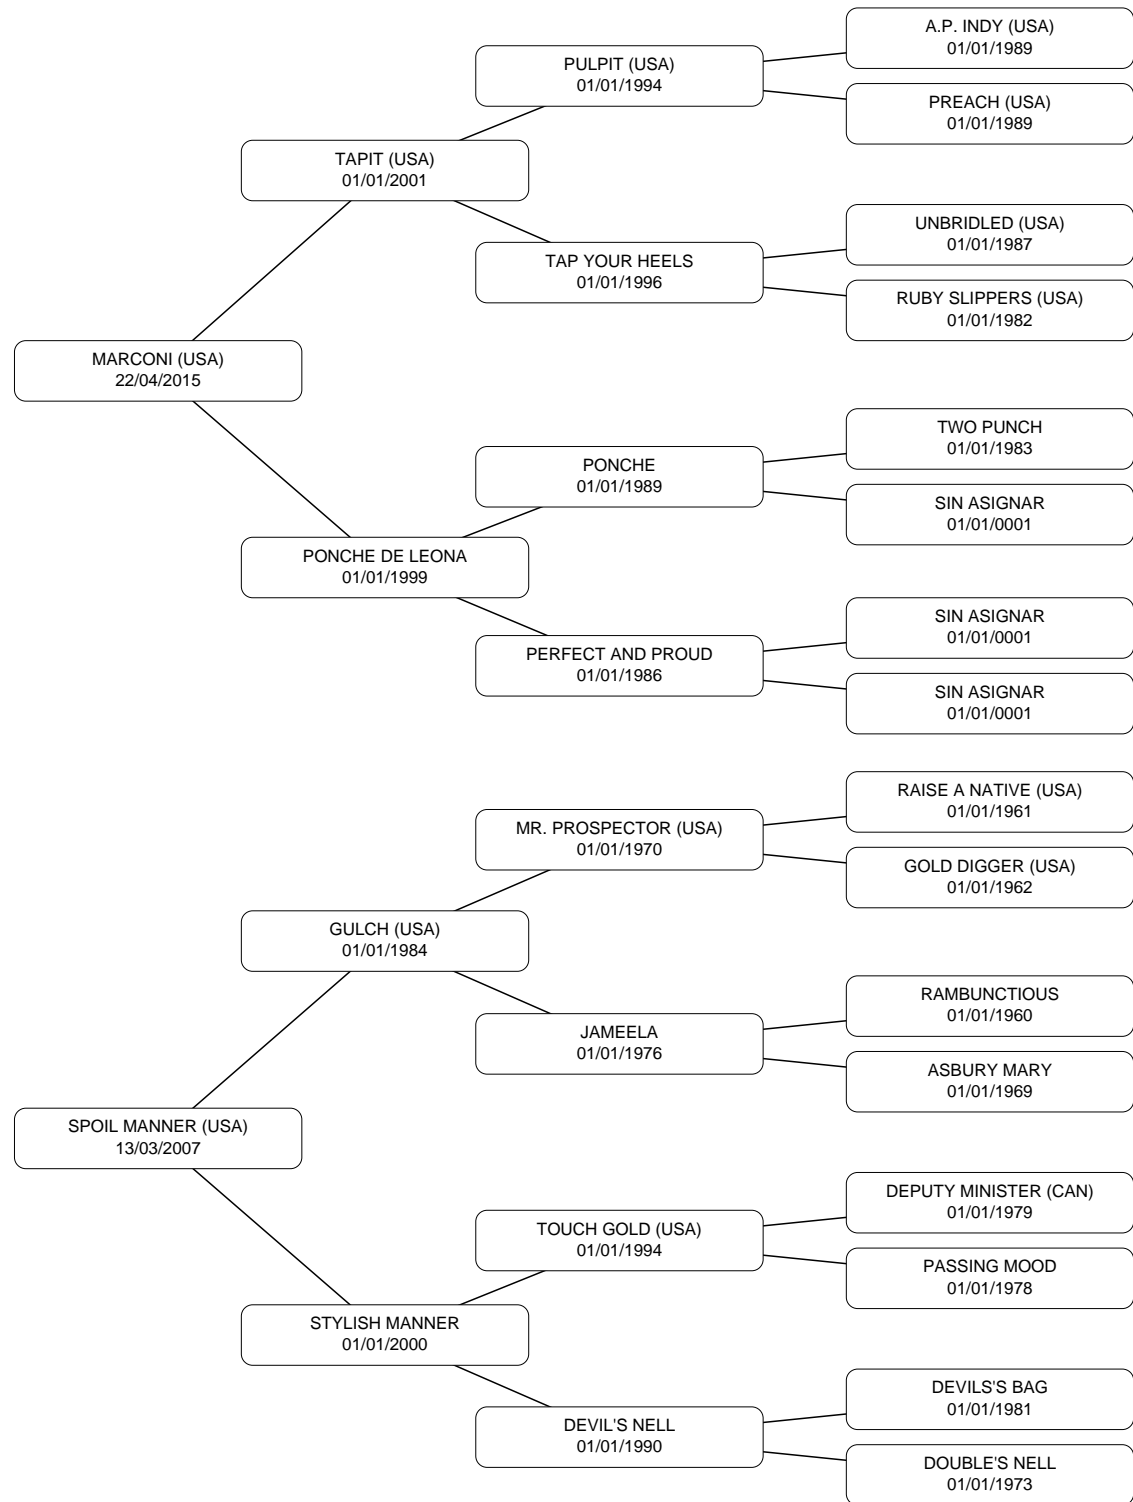 A.P. INDY (USA)
01/01/1989
PULPIT (USA)
01/01/1994
PREACH (USA)
01/01/1989
TAPIT (USA)
01/01/2001
UNBRIDLED (USA)
01/01/1987
TAP YOUR HEELS
01/01/1996
RUBY SLIPPERS (USA)
01/01/1982
MARCONI (USA)
22/04/2015
TWO PUNCH
01/01/1983
PONCHE
01/01/1989
SIN ASIGNAR
01/01/0001
PONCHE DE LEONA
01/01/1999
SIN ASIGNAR
01/01/0001
PERFECT AND PROUD
01/01/1986
SIN ASIGNAR
01/01/0001
RAISE A NATIVE (USA)
01/01/1961
MR. PROSPECTOR (USA)
01/01/1970
GOLD DIGGER (USA)
01/01/1962
GULCH (USA)
01/01/1984
RAMBUNCTIOUS
01/01/1960
JAMEELA
01/01/1976
ASBURY MARY
01/01/1969
SPOIL MANNER (USA)
13/03/2007
DEPUTY MINISTER (CAN)
01/01/1979
TOUCH GOLD (USA)
01/01/1994
PASSING MOOD
01/01/1978
STYLISH MANNER
01/01/2000
DEVILS'S BAG
01/01/1981
DEVIL'S NELL
01/01/1990
DOUBLE'S NELL
01/01/1973